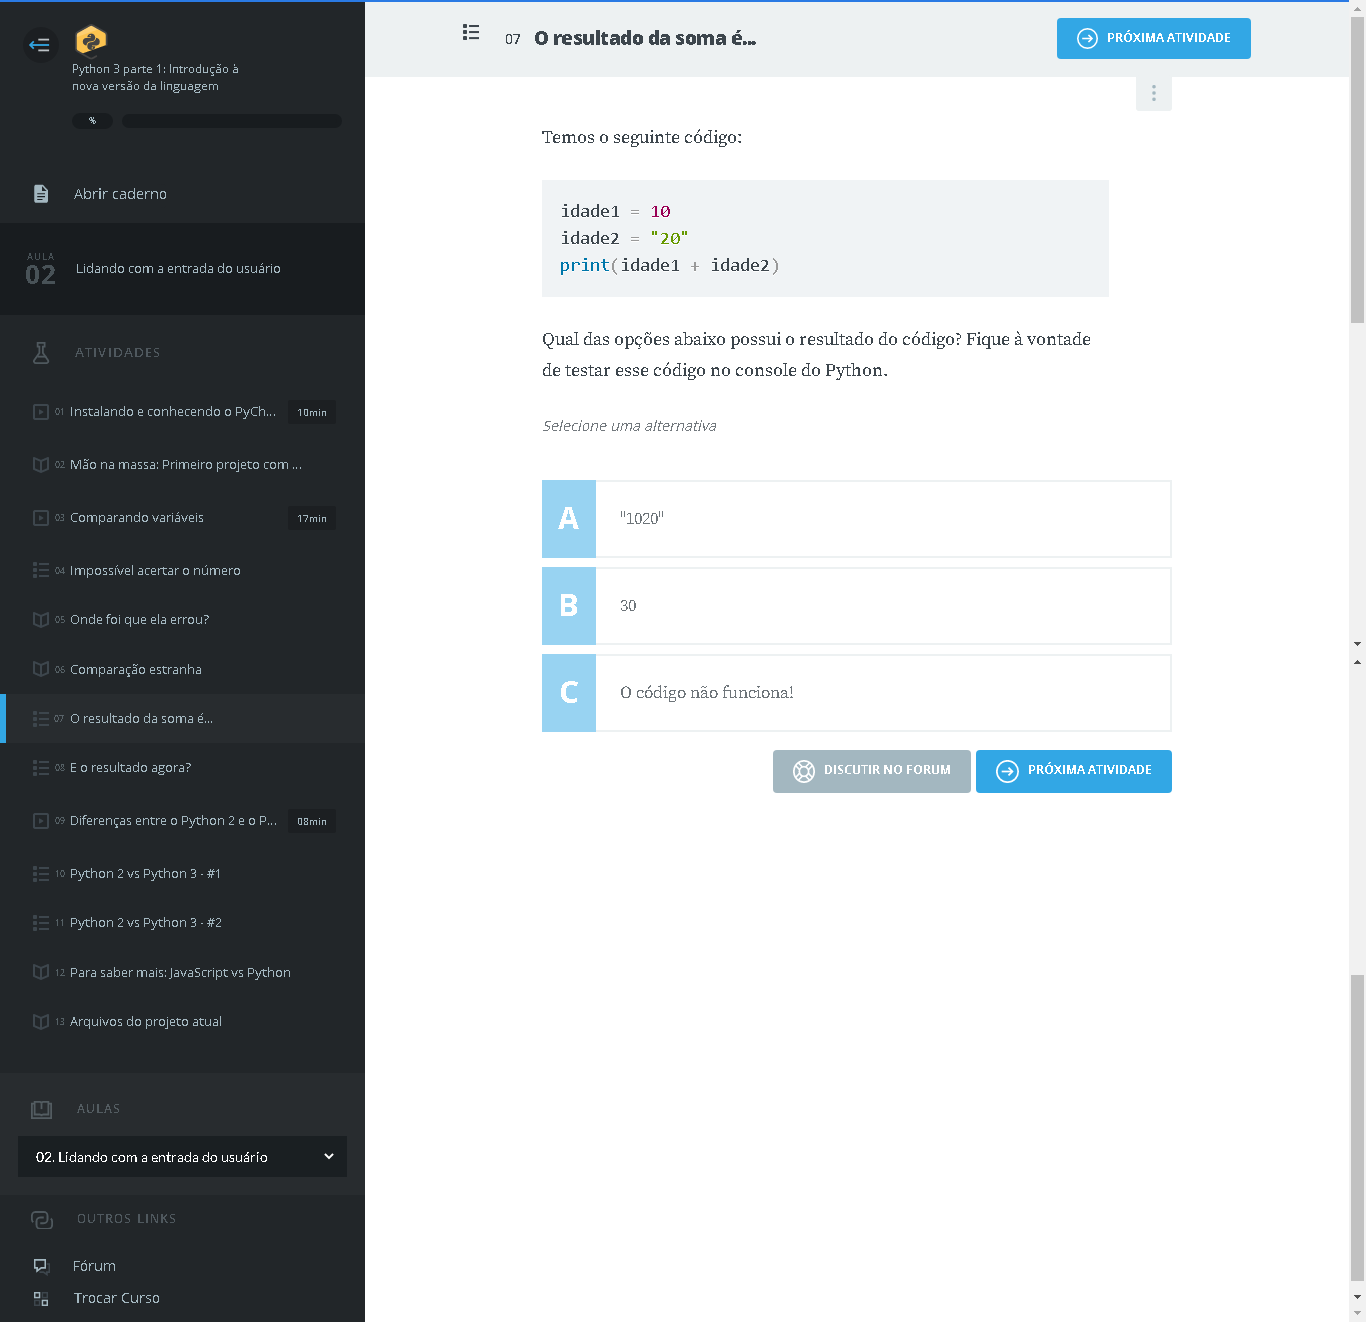 Python 3 parte 1: Introdução à
nova versão da linguagem
%
Abrir caderno
AULA
02
Lidando com a entrada do usuário
ATIVIDADES
01 Instalando e conhecendo o PyCh... 10min
02 Mão na massa: Primeiro projeto com ...
03 Comparando variáveis 17min
04 Impossível acertar o número
05 Onde foi que ela errou?
06 Comparação estranha
07 O resultado da soma é...
08 E o resultado agora?
09 Diferenças entre o Python 2 e o P... 08min
10 Python 2 vs Python 3 - #1
11 Python 2 vs Python 3 - #2
12 Para saber mais: JavaScript vs Python
13 Arquivos do projeto atual
AULAS
02. Lidando com a entrada do usuário
OUTROS LINKS
Fórum
Trocar Curso
07 O resultado da soma é...
PRÓXIMA ATIVIDADE
Temos o seguinte código:
idade1 = 10
idade2 = "20"
print(idade1 + idade2)
Qual das opções abaixo possui o resultado do código? Fique à vontade
de testar esse código no console do Python.
Selecione uma alternativa
A "1020"
B 30
C O código não funciona!
DISCUTIR NO FORUM
PRÓXIMA ATIVIDADE